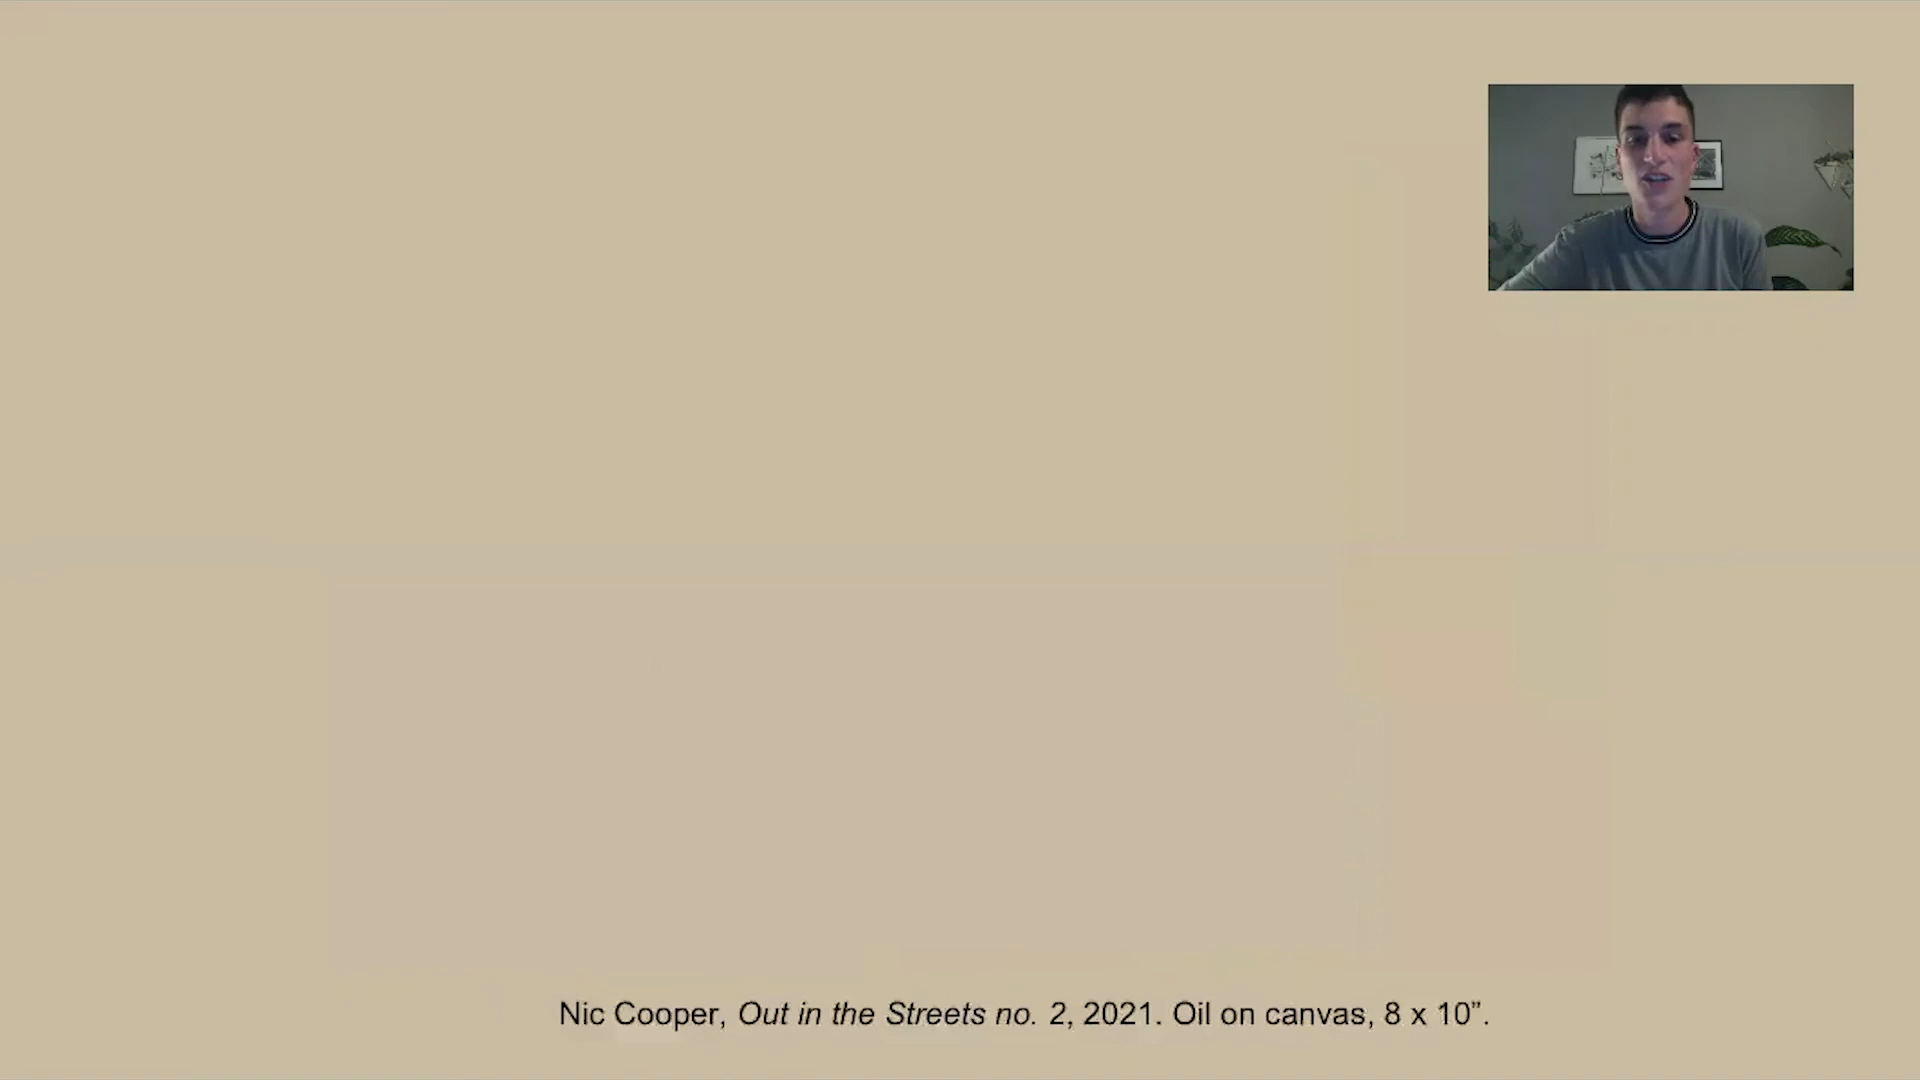 Nic Cooper, Out in the Streets no. 2, 2021. Oil on canvas, 8 x 10”.